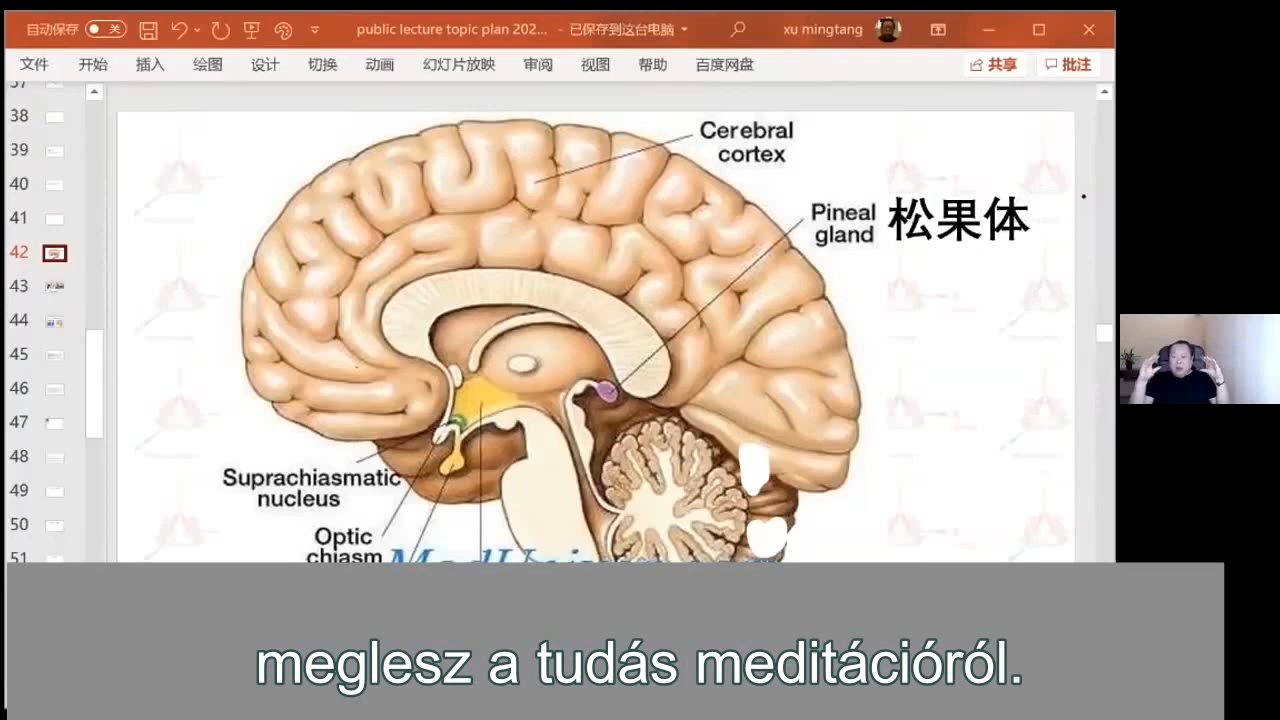 自动保存 关 public lecture topic plan 202... - 已保存到这台电脑 xu mingtang
文件 开始 插入 绘图 设计 切换 动画 幻灯片放映 审阅 视图 帮助 百度网盘 共享 批注
37
38
39
40
41
42
43
44
45
46
47
48
49
50
51
Cerebral
cortex
Pineal
gland
松果体
Suprachiasmatic
nucleus
Optic
chiasm
meglesz a tudás meditációról.